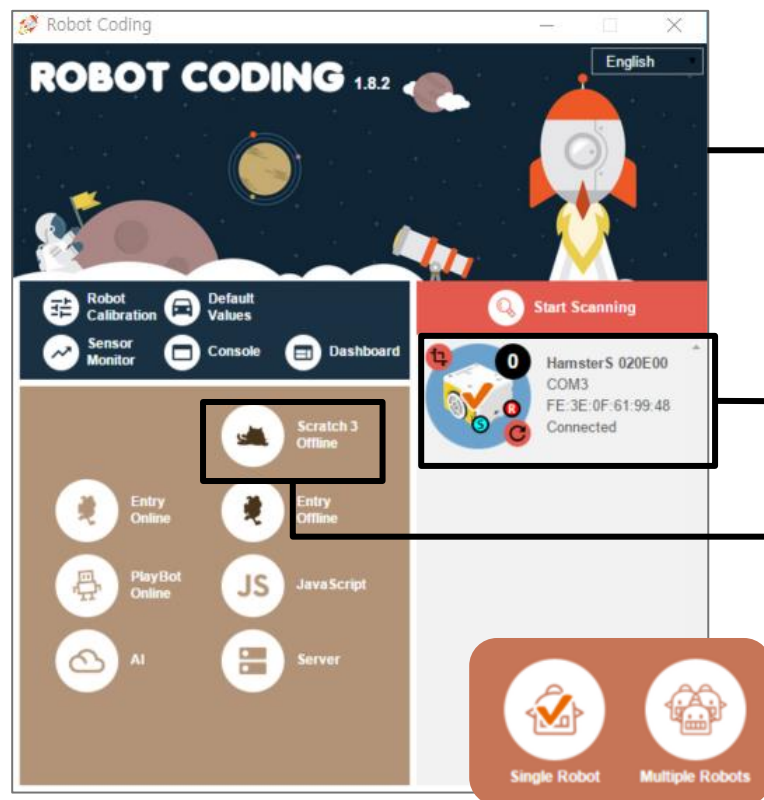 Robot Coding
ROBOT CODING 1.8.2
English
Robot
Calibration
Default
Values
Sensor
Monitor
Console
Dashboard
Start Scanning
0
HamsterS 020E00
COM3
FE:3E:0F:61:99:48
Connected
R
S
Scratch 3
Offline
Entry
Online
Entry
Offline
PlayBot
Online
JS
JavaScript
AI
Server
Single Robot
Multiple Robots